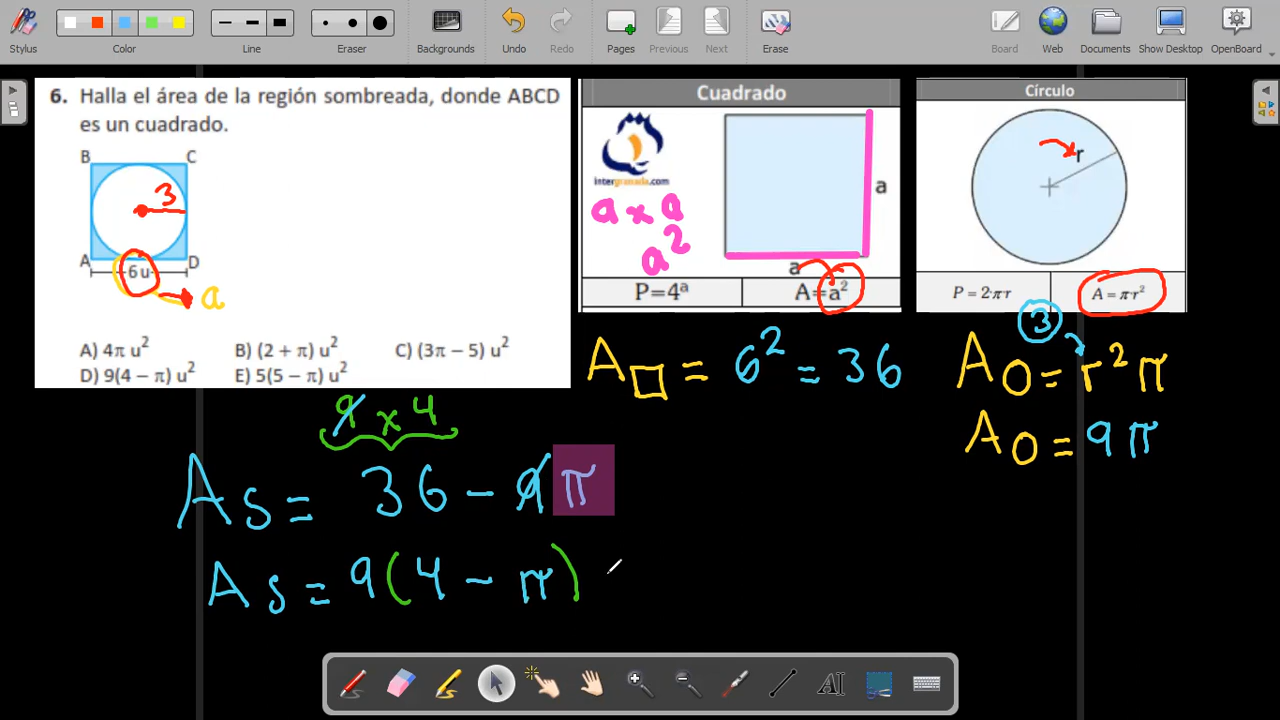 Stylus
Color
Line
Eraser
Backgrounds
Undo
Redo
Pages
Previous
Next
Erase
Board
Web
Documents
Show Desktop
OpenBoard
6. Halla el área de la región sombreada, donde ABCD
es un cuadrado.
B
C
3
A
D
6 u
a
A) 4π u²
B) (2 + π) u²
C) (3π − 5) u²
D) 9(4 − π) u²
E) 5(5 − π) u²
Cuadrado
intergranada.com
a x a
a²
a
a
P=4ᵃ
A=a²
Círculo
r
P = 2·π·r
A = π·r²
3
A□ = 6² = 36
A○ = r²π
A○ = 9π
9 x 4
As = 36 − 9π
As = 9(4 − π)
AI